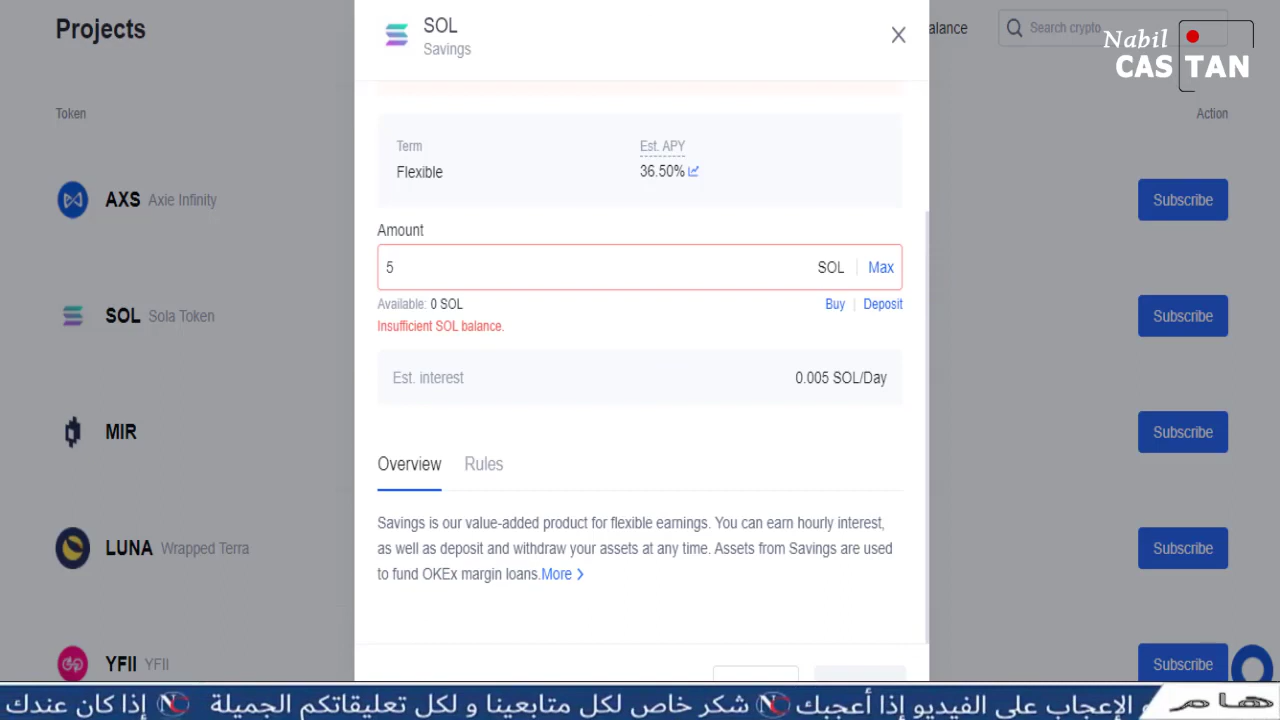 Projects
SOL
Savings
alance
Search crypto
Nabil
CASTAN
Token
Action
Term
Flexible
Est. APY
36.50%
AXS Axie Infinity
Subscribe
Amount
5
SOL
Max
Available: 0 SOL
Buy
Deposit
Insufficient SOL balance.
SOL Sola Token
Subscribe
Est. interest
0.005 SOL/Day
MIR
Subscribe
Overview
Rules
Savings is our value-added product for flexible earnings. You can earn hourly interest,
as well as deposit and withdraw your assets at any time. Assets from Savings are used
to fund OKEx margin loans.More >
LUNA Wrapped Terra
Subscribe
YFII YFII
Subscribe
هـام م الإعجاب على الفيديو إذا أعجبك NC شكر خاص لكل متابعينا و لكل تعليقاتكم الجميلة NC إذا كان عندك